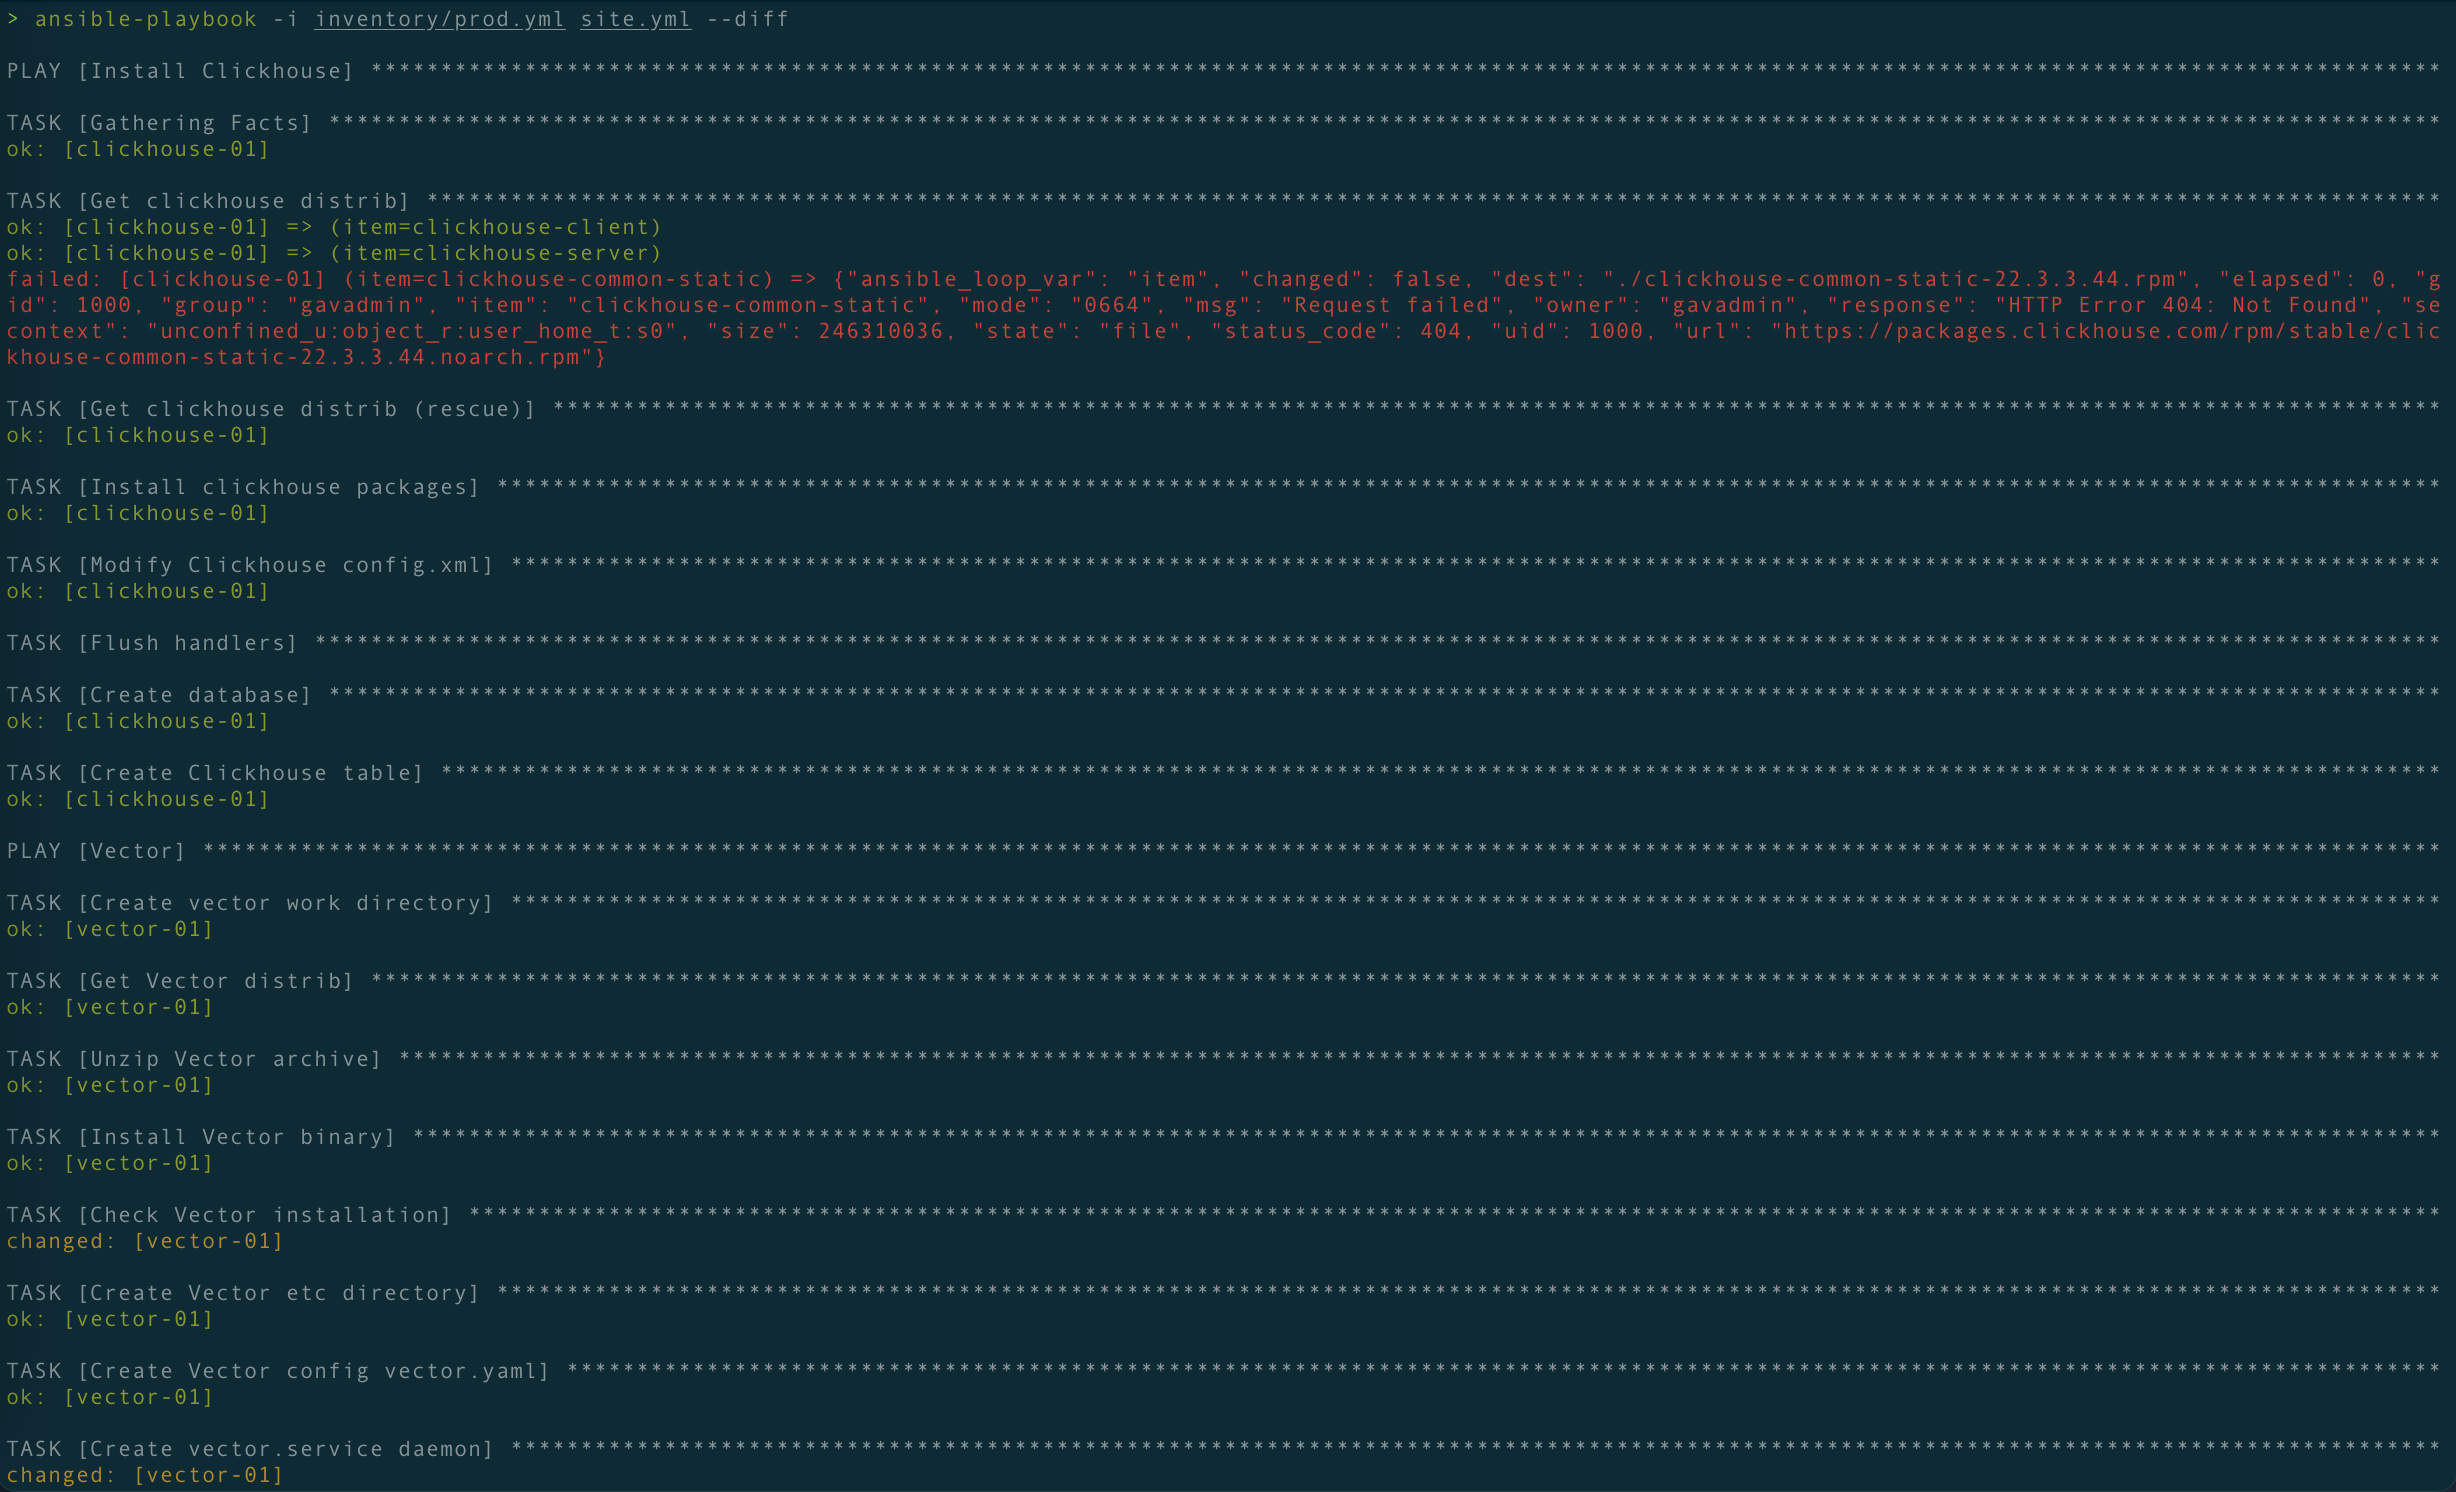 > ansible-playbook -i inventory/prod.yml site.yml --diff
PLAY [Install Clickhouse] ****************************************************************************************************************************************************
TASK [Gathering Facts] *******************************************************************************************************************************************************
ok: [clickhouse-01]
TASK [Get clickhouse distrib] ************************************************************************************************************************************************
ok: [clickhouse-01] => (item=clickhouse-client)
ok: [clickhouse-01] => (item=clickhouse-server)
failed: [clickhouse-01] (item=clickhouse-common-static) => {"ansible_loop_var": "item", "changed": false, "dest": "./clickhouse-common-static-22.3.3.44.rpm", "elapsed": 0, "g
id": 1000, "group": "gavadmin", "item": "clickhouse-common-static", "mode": "0664", "msg": "Request failed", "owner": "gavadmin", "response": "HTTP Error 404: Not Found", "se
context": "unconfined_u:object_r:user_home_t:s0", "size": 246310036, "state": "file", "status_code": 404, "uid": 1000, "url": "https://packages.clickhouse.com/rpm/stable/clic
khouse-common-static-22.3.3.44.noarch.rpm"}
TASK [Get clickhouse distrib (rescue)] ***************************************************************************************************************************************
ok: [clickhouse-01]
TASK [Install clickhouse packages] *******************************************************************************************************************************************
ok: [clickhouse-01]
TASK [Modify Clickhouse config.xml] ******************************************************************************************************************************************
ok: [clickhouse-01]
TASK [Flush handlers] ********************************************************************************************************************************************************
TASK [Create database] *******************************************************************************************************************************************************
ok: [clickhouse-01]
TASK [Create Clickhouse table] ***********************************************************************************************************************************************
ok: [clickhouse-01]
PLAY [Vector] ****************************************************************************************************************************************************************
TASK [Create vector work directory] ******************************************************************************************************************************************
ok: [vector-01]
TASK [Get Vector distrib] ****************************************************************************************************************************************************
ok: [vector-01]
TASK [Unzip Vector archive] **************************************************************************************************************************************************
ok: [vector-01]
TASK [Install Vector binary] *************************************************************************************************************************************************
ok: [vector-01]
TASK [Check Vector installation] *********************************************************************************************************************************************
changed: [vector-01]
TASK [Create Vector etc directory] *******************************************************************************************************************************************
ok: [vector-01]
TASK [Create Vector config vector.yaml] **************************************************************************************************************************************
ok: [vector-01]
TASK [Create vector.service daemon] ******************************************************************************************************************************************
changed: [vector-01]